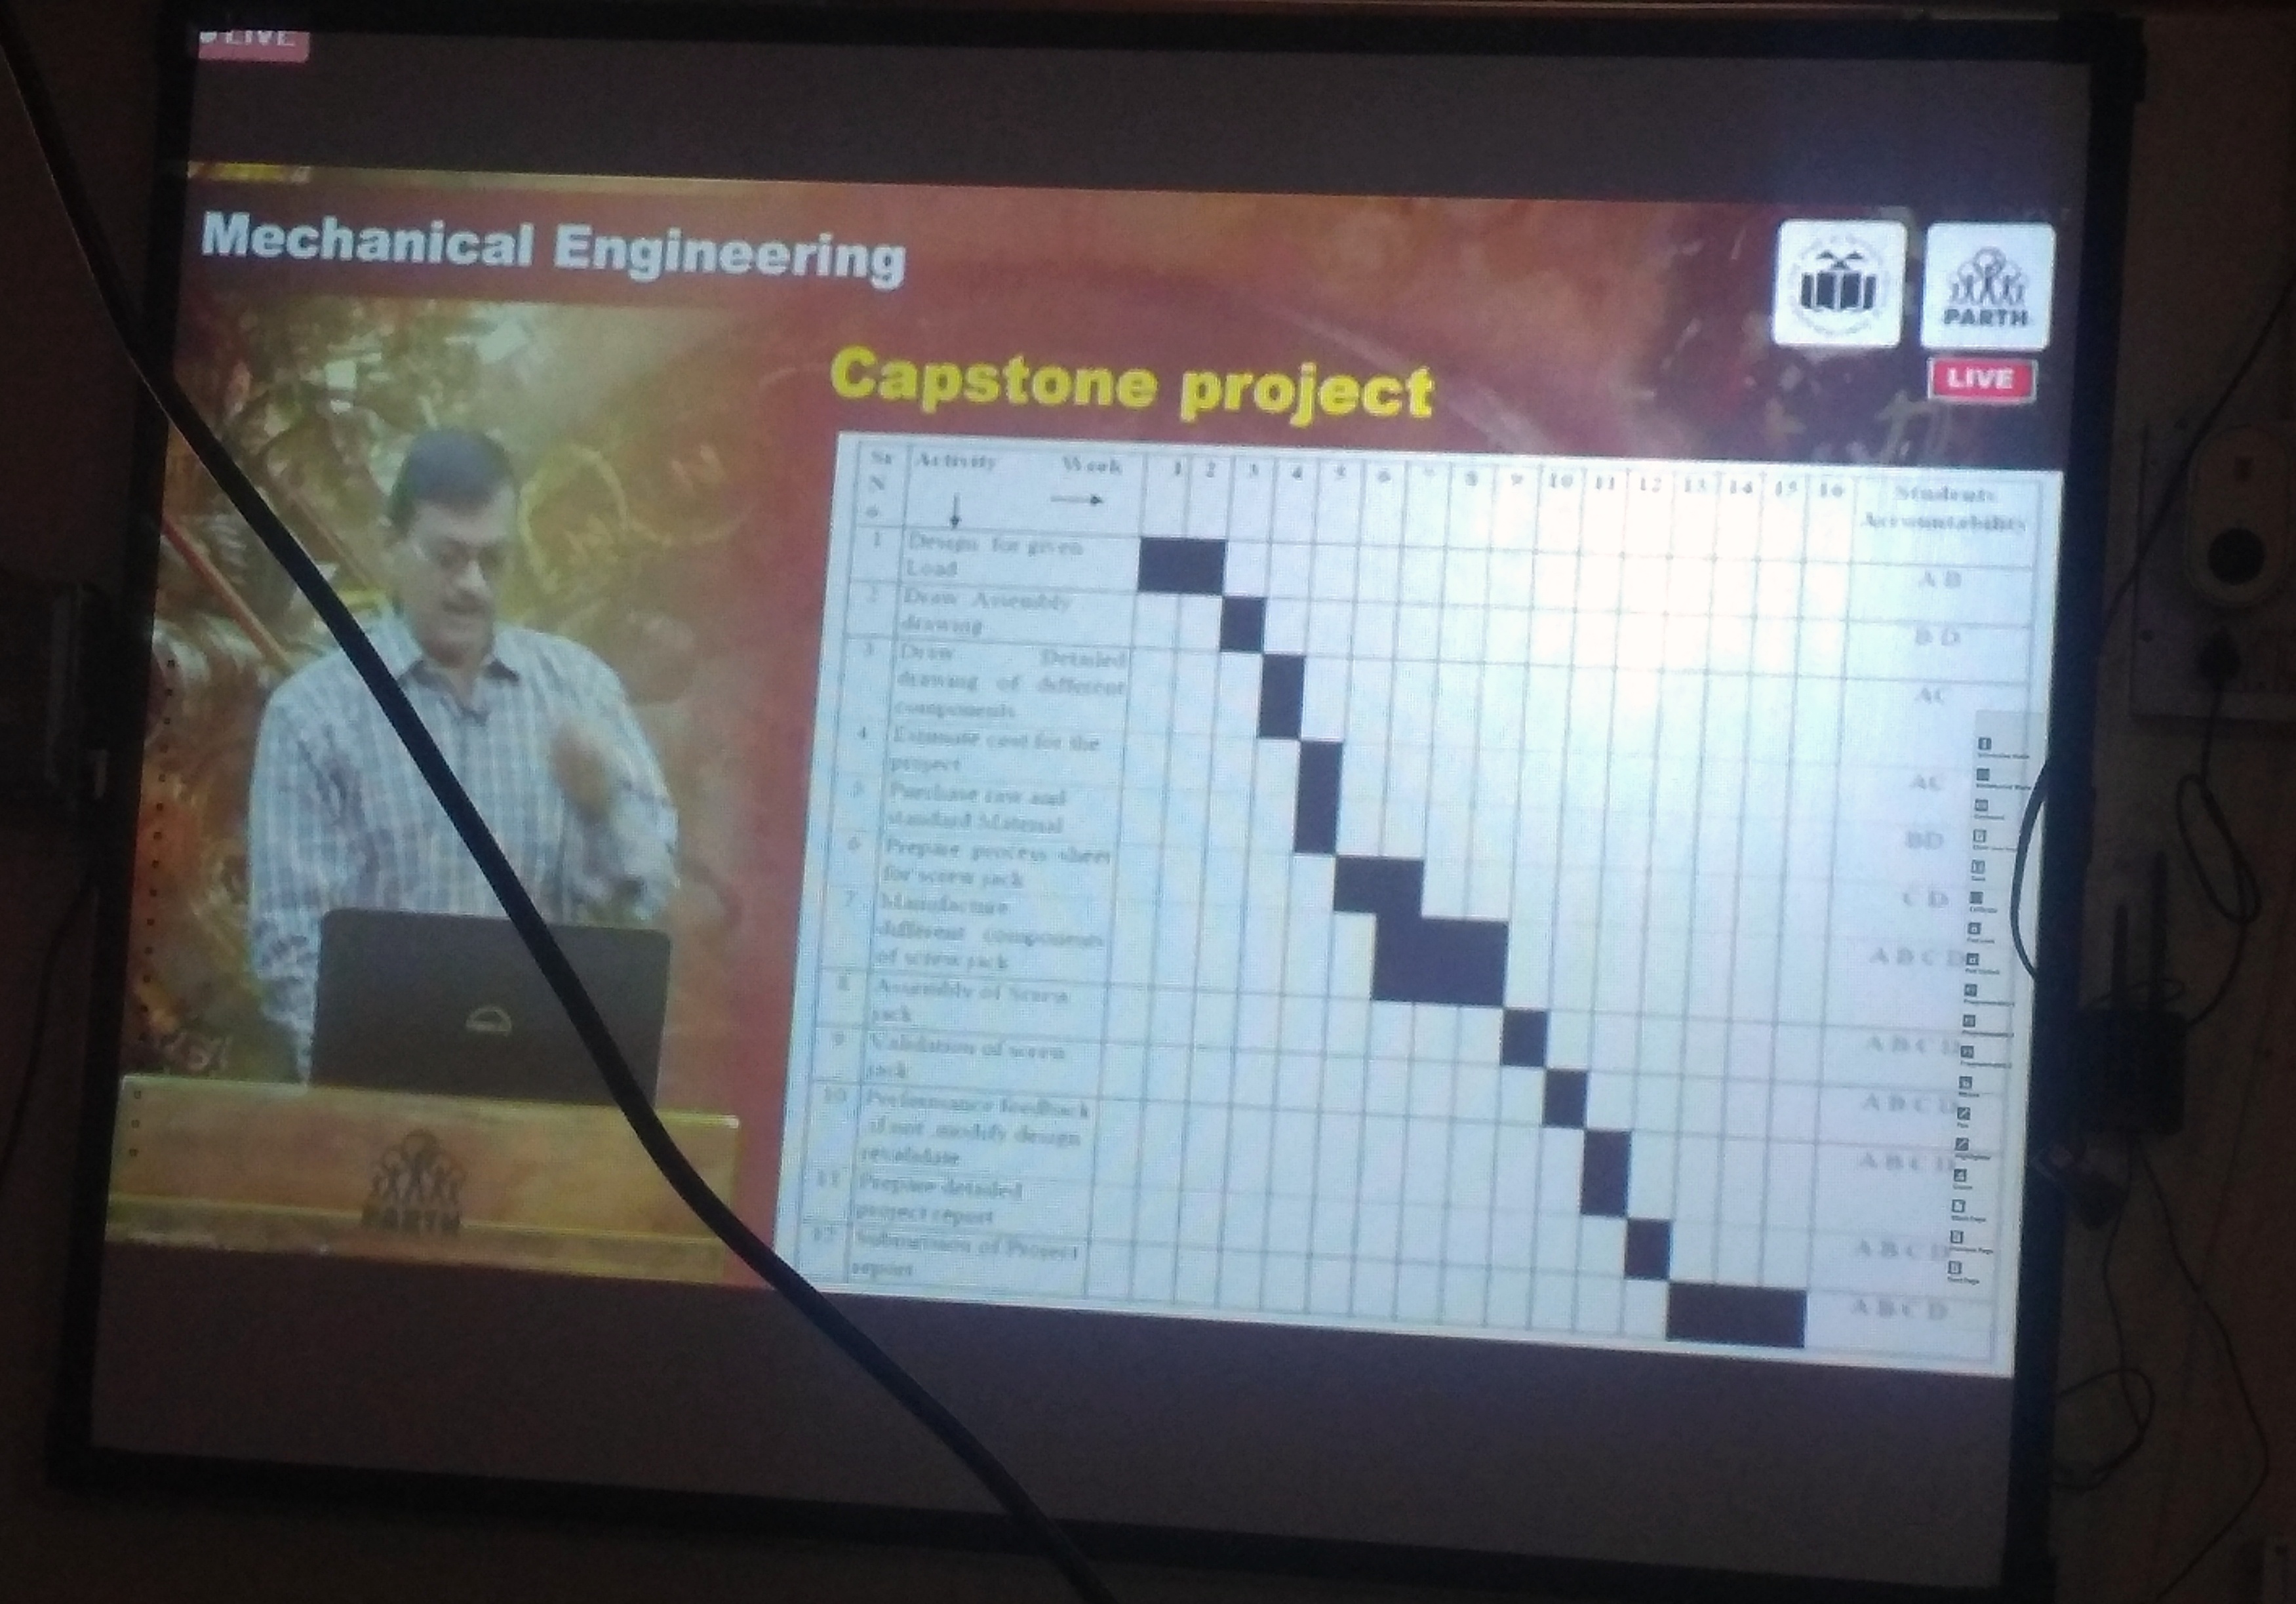 LIVE
Mechanical Engineering
PARTH
LIVE
Capstone project
Sr
N
o
Activity Week 1 2 3 4 5 6 7 8 9 10 11 12 13 14 15 16 Students
Accountability
1 Design for given
Load
A B
2 Draw Assembly
drawing
B D
3 Draw Detailed
drawing of different
components
AC
4 Estimate cost for the
project
AC
5 Purchase raw and
standard Material
BD
6 Prepare process sheet
for screw jack
C D
7 Manufacture
different components
of screw jack
A B C D
8 Assembly of Screw
jack
A B C D
9 Validation of screw
jack
A B C D
10 Performance feedback
if not modify design
revalidate
A B C D
11 Prepare detailed
project report
A B C D
12 Submission of Project
report
A B C D
PARTH